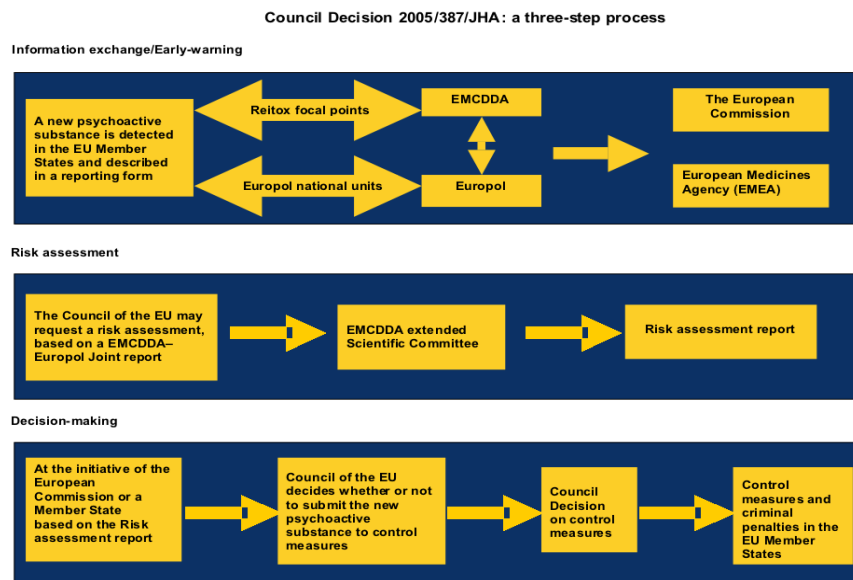 Council Decision 2005/387/JHA: a three-step process
Information exchange/Early-warning
A new psychoactive
substance is detected
in the EU Member
States and described
in a reporting form
Reitox focal points
Europol national units
EMCDDA
Europol
The European
Commission
European Medicines
Agency (EMEA)
Risk assessment
The Council of the EU may
request a risk assessment,
based on a EMCDDA–
Europol Joint report
EMCDDA extended
Scientific Committee
Risk assessment report
Decision-making
At the initiative of the
European
Commission or a
Member State
based on the Risk
assessment report
Council of the EU
decides whether or not
to submit the new
psychoactive
substance to control
measures
Council
Decision
on control
measures
Control
measures and
criminal
penalties in the
EU Member
States